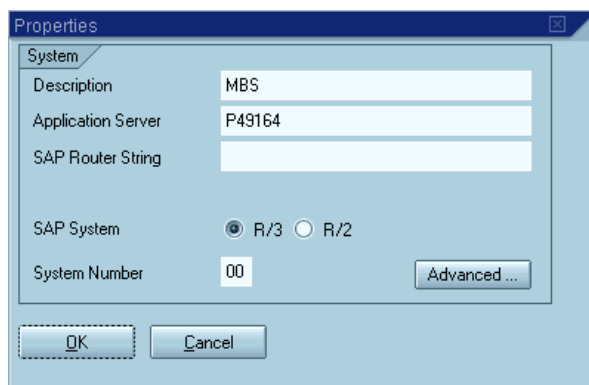 Properties
System
Description MBS
Application Server P49164
SAP Router String
SAP System R/3 R/2
System Number 00 Advanced ...
OK Cancel